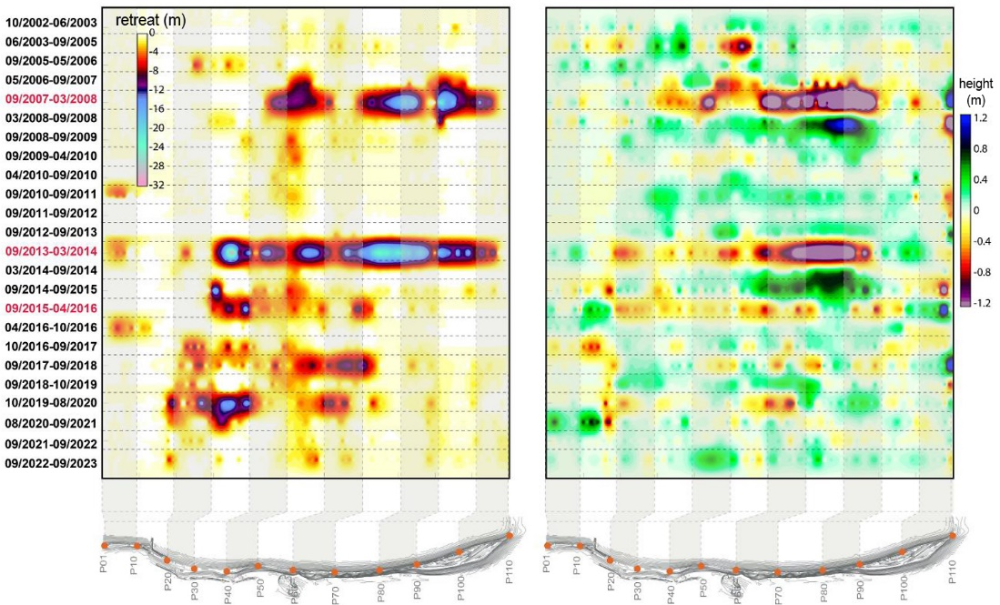 retreat (m)
0
-4
-8
-12
-16
-20
-24
-28
-32
10/2002-06/2003
06/2003-09/2005
09/2005-05/2006
05/2006-09/2007
09/2007-03/2008
03/2008-09/2008
09/2008-09/2009
09/2009-04/2010
04/2010-09/2010
09/2010-09/2011
09/2011-09/2012
09/2012-09/2013
09/2013-03/2014
03/2014-09/2014
09/2014-09/2015
09/2015-04/2016
04/2016-10/2016
10/2016-09/2017
09/2017-09/2018
09/2018-10/2019
10/2019-08/2020
08/2020-09/2021
09/2021-09/2022
09/2022-09/2023
height
(m)
1.2
0.8
0.4
0
-0.4
-0.8
-1.2
P01
P10
P20
P30
P40
P50
P60
P70
P80
P90
P100
P110
P01
P10
P20
P30
P40
P50
P60
P70
P80
P90
P100
P110